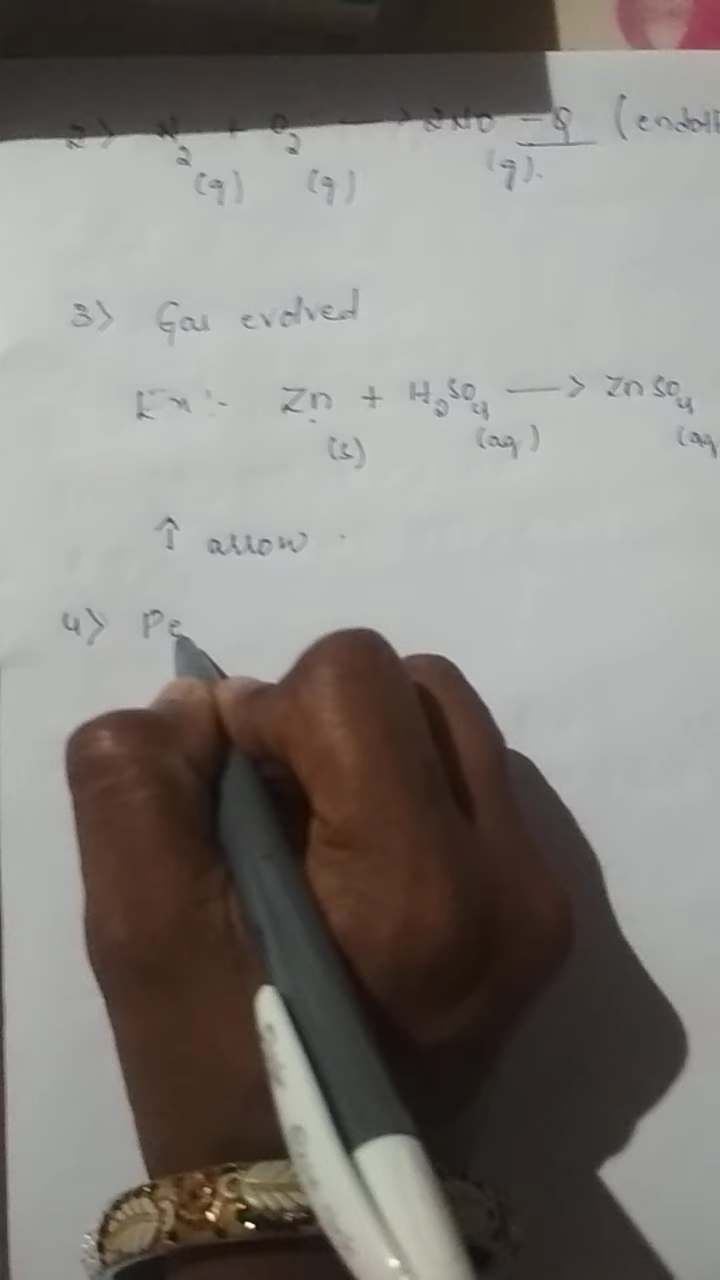 2> N2 + O2 → 2NO - Q (endoth
(g) (g) (g).
3> Gas evolved
Ex:- Zn + H2SO4 → ZnSO4
(s) (aq) (aq
↑ arrow.
4> Pe